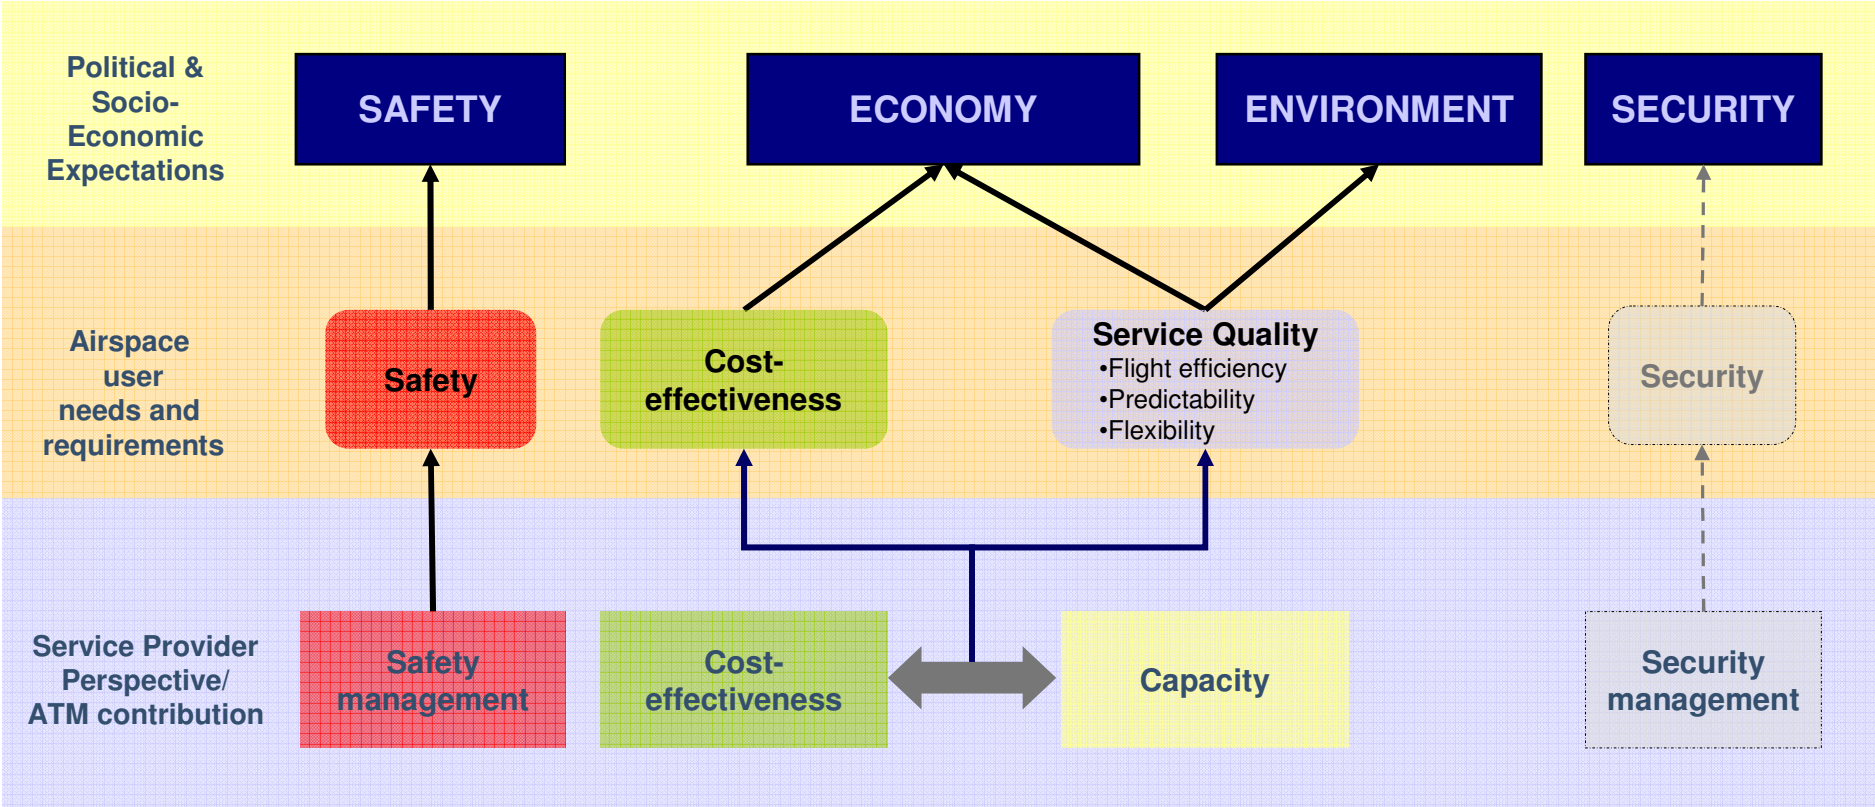 Political &
Socio-
Economic
Expectations
SAFETY
ECONOMY
ENVIRONMENT
SECURITY
Airspace
user
needs and
requirements
Safety
Cost-
effectiveness
Service Quality
•Flight efficiency
•Predictability
•Flexibility
Security
Service Provider
Perspective/
ATM contribution
Safety
management
Cost-
effectiveness
Capacity
Security
management